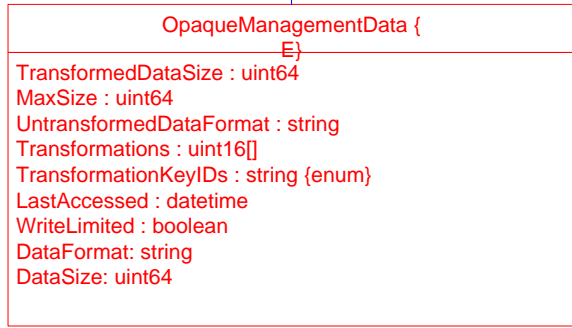 OpaqueManagementData {
E}
TransformedDataSize : uint64
MaxSize : uint64
UntransformedDataFormat : string
Transformations : uint16[]
TransformationKeyIDs : string {enum}
LastAccessed : datetime
WriteLimited : boolean
DataFormat: string
DataSize: uint64